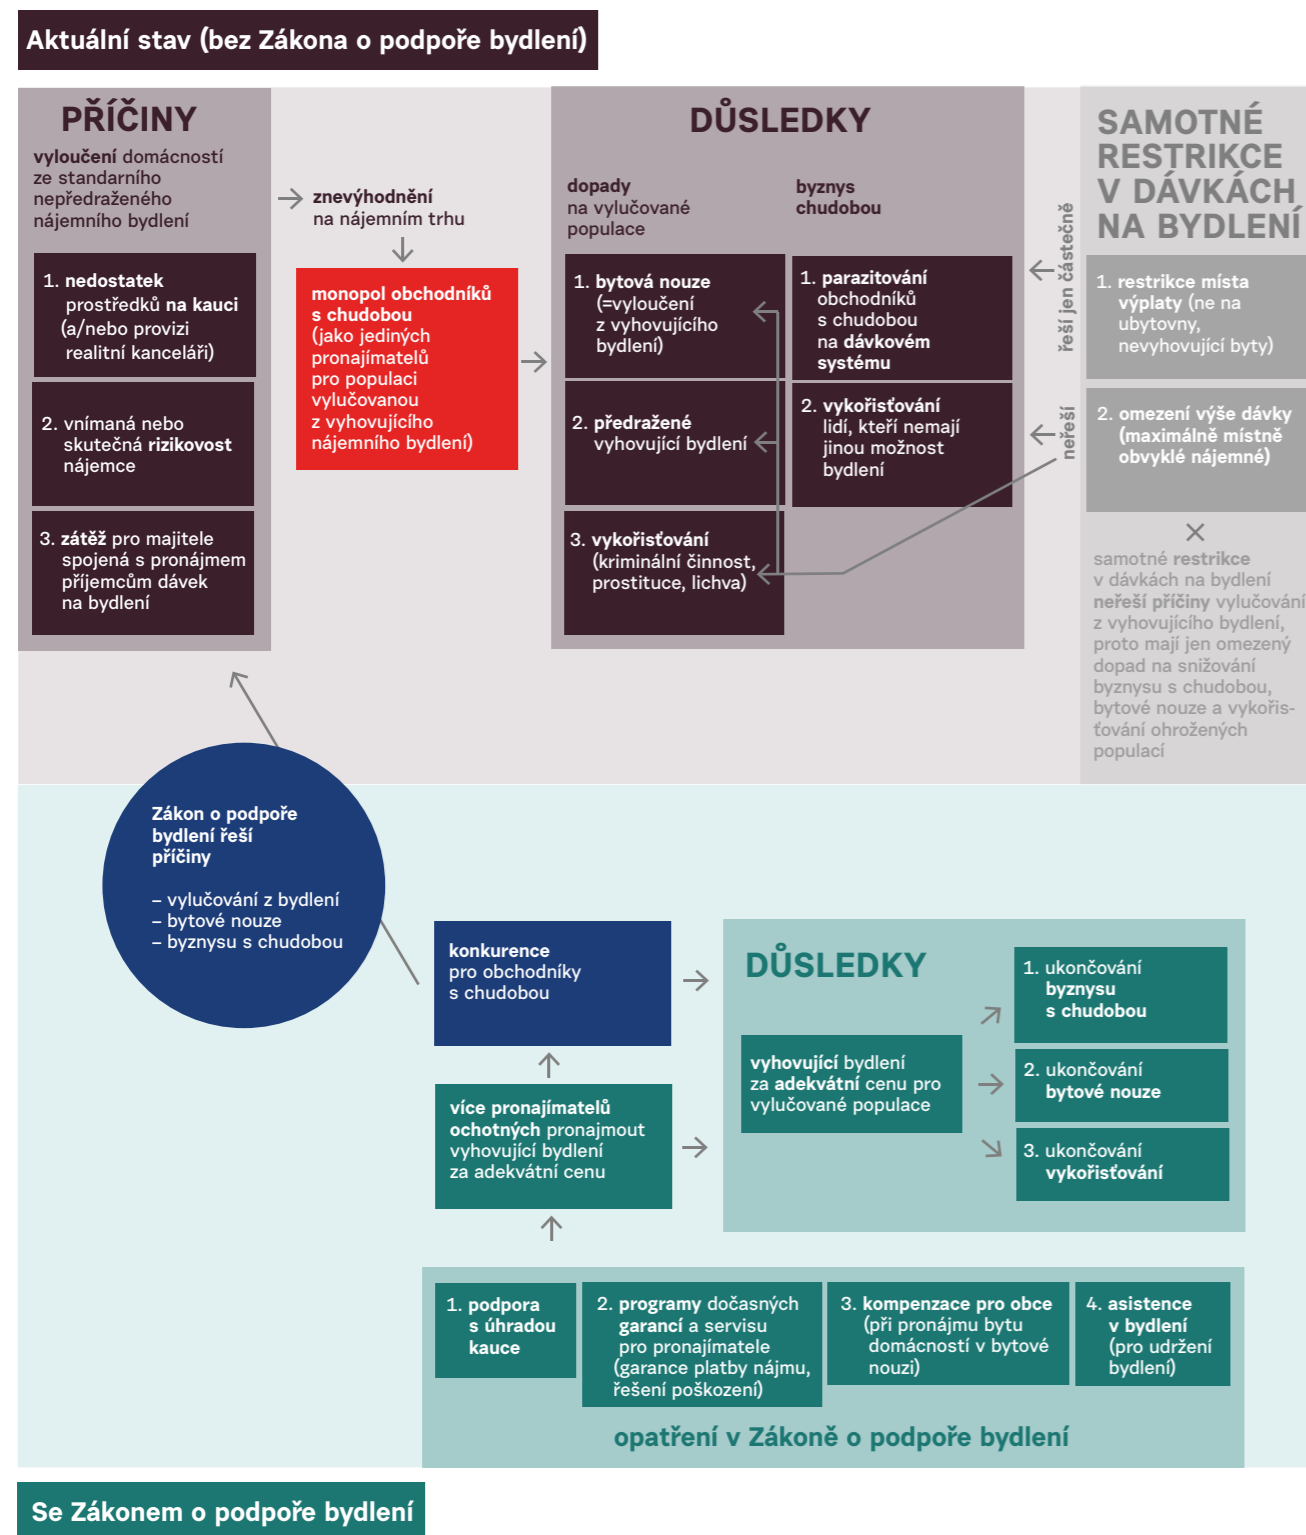 Aktuální stav (bez Zákona o podpoře bydlení)
PŘÍČINY
vyloučení domácností
ze standarního
nepředraženého
nájemního bydlení
1. nedostatek
prostředků na kauci
(a/nebo provizi
realitní kanceláři)
2. vnímaná nebo
skutečná rizikovost
nájemce
3. zátěž pro majitele
spojená s pronájmem
příjemcům dávek
na bydlení
znevýhodnění
na nájemním trhu
monopol obchodníků
s chudobou
(jako jediných
pronajímatelů
pro populaci
vylučovanou
z vyhovujícího
nájemního bydlení)
DŮSLEDKY
dopady
na vylučované
populace
1. bytová nouze
(=vyloučení
z vyhovujícího
bydlení)
2. předražené
vyhovující bydlení
3. vykořisťování
(kriminální činnost,
prostituce, lichva)
byznys
chudobou
1. parazitování
obchodníků
s chudobou
na dávkovém
systému
2. vykořisťování
lidí, kteří nemají
jinou možnost
bydlení
řeší jen částečně
neřeší
SAMOTNÉ
RESTRIKCE
V DÁVKÁCH
NA BYDLENÍ
1. restrikce místa
výplaty (ne na
ubytovny,
nevyhovující byty)
2. omezení výše dávky
(maximálně místně
obvyklé nájemné)
samotné restrikce
v dávkách na bydlení
neřeší příčiny vylučování
z vyhovujícího bydlení,
proto mají jen omezený
dopad na snižování
byznysu s chudobou,
bytové nouze a vykořis-
ťování ohrožených
populací
Zákon o podpoře
bydlení řeší
příčiny
– vylučování z bydlení
– bytové nouze
– byznysu s chudobou
konkurence
pro obchodníky
s chudobou
více pronajímatelů
ochotných pronajmout
vyhovující bydlení
za adekvátní cenu
DŮSLEDKY
vyhovující bydlení
za adekvátní cenu pro
vylučované populace
1. ukončování
byznysu
s chudobou
2. ukončování
bytové nouze
3. ukončování
vykořisťování
1. podpora
s úhradou
kauce
2. programy dočasných
garancí a servisu
pro pronajímatele
(garance platby nájmu,
řešení poškození)
3. kompenzace pro obce
(při pronájmu bytu
domácností v bytové
nouzi)
4. asistence
v bydlení
(pro udržení
bydlení)
opatření v Zákoně o podpoře bydlení
Se Zákonem o podpoře bydlení